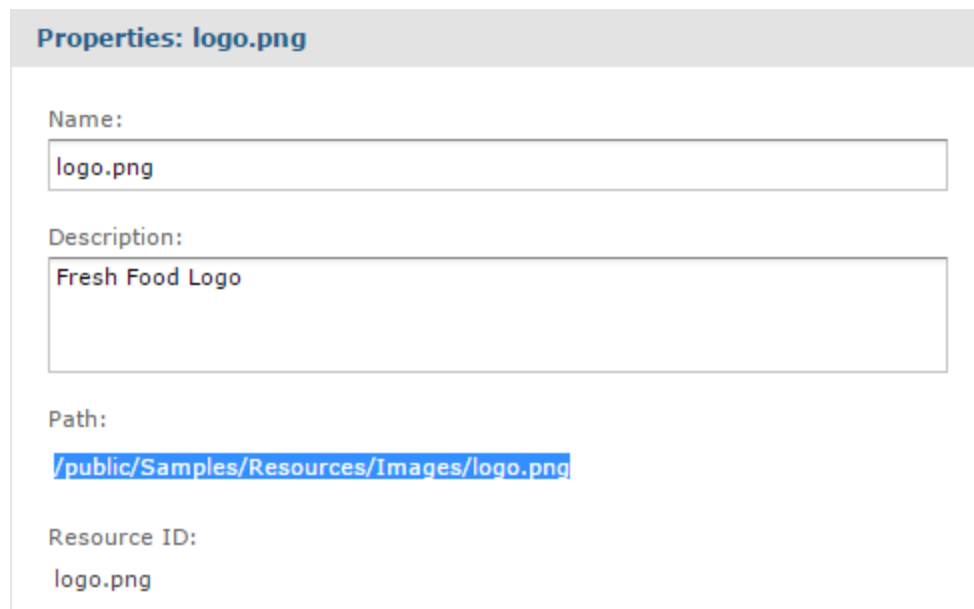 Properties: logo.png
Name:
logo.png
Description:
Fresh Food Logo
Path:
/public/Samples/Resources/Images/logo.png
Resource ID:
logo.png